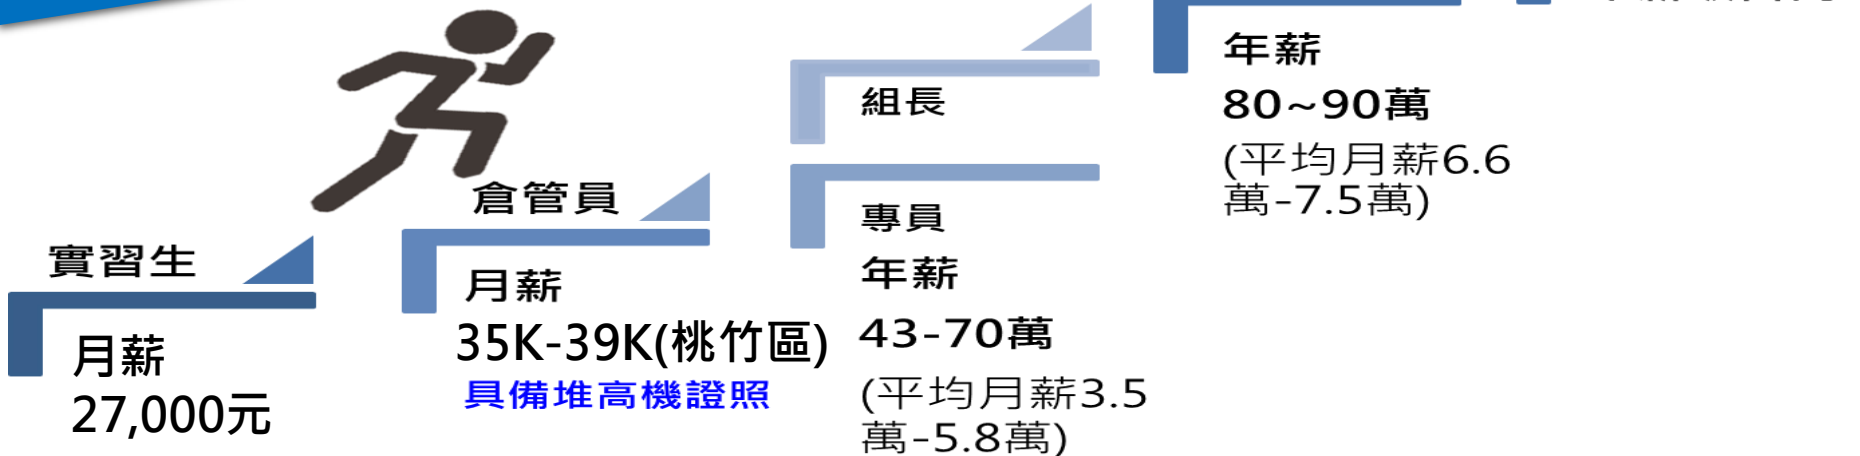 實習生
月薪
27,000元
倉管員
月薪
35K-39K(桃竹區)
具備堆高機證照
組長
專員
年薪
43-70萬
(平均月薪3.5
萬-5.8萬)
年薪
80~90萬
(平均月薪6.6
萬-7.5萬)